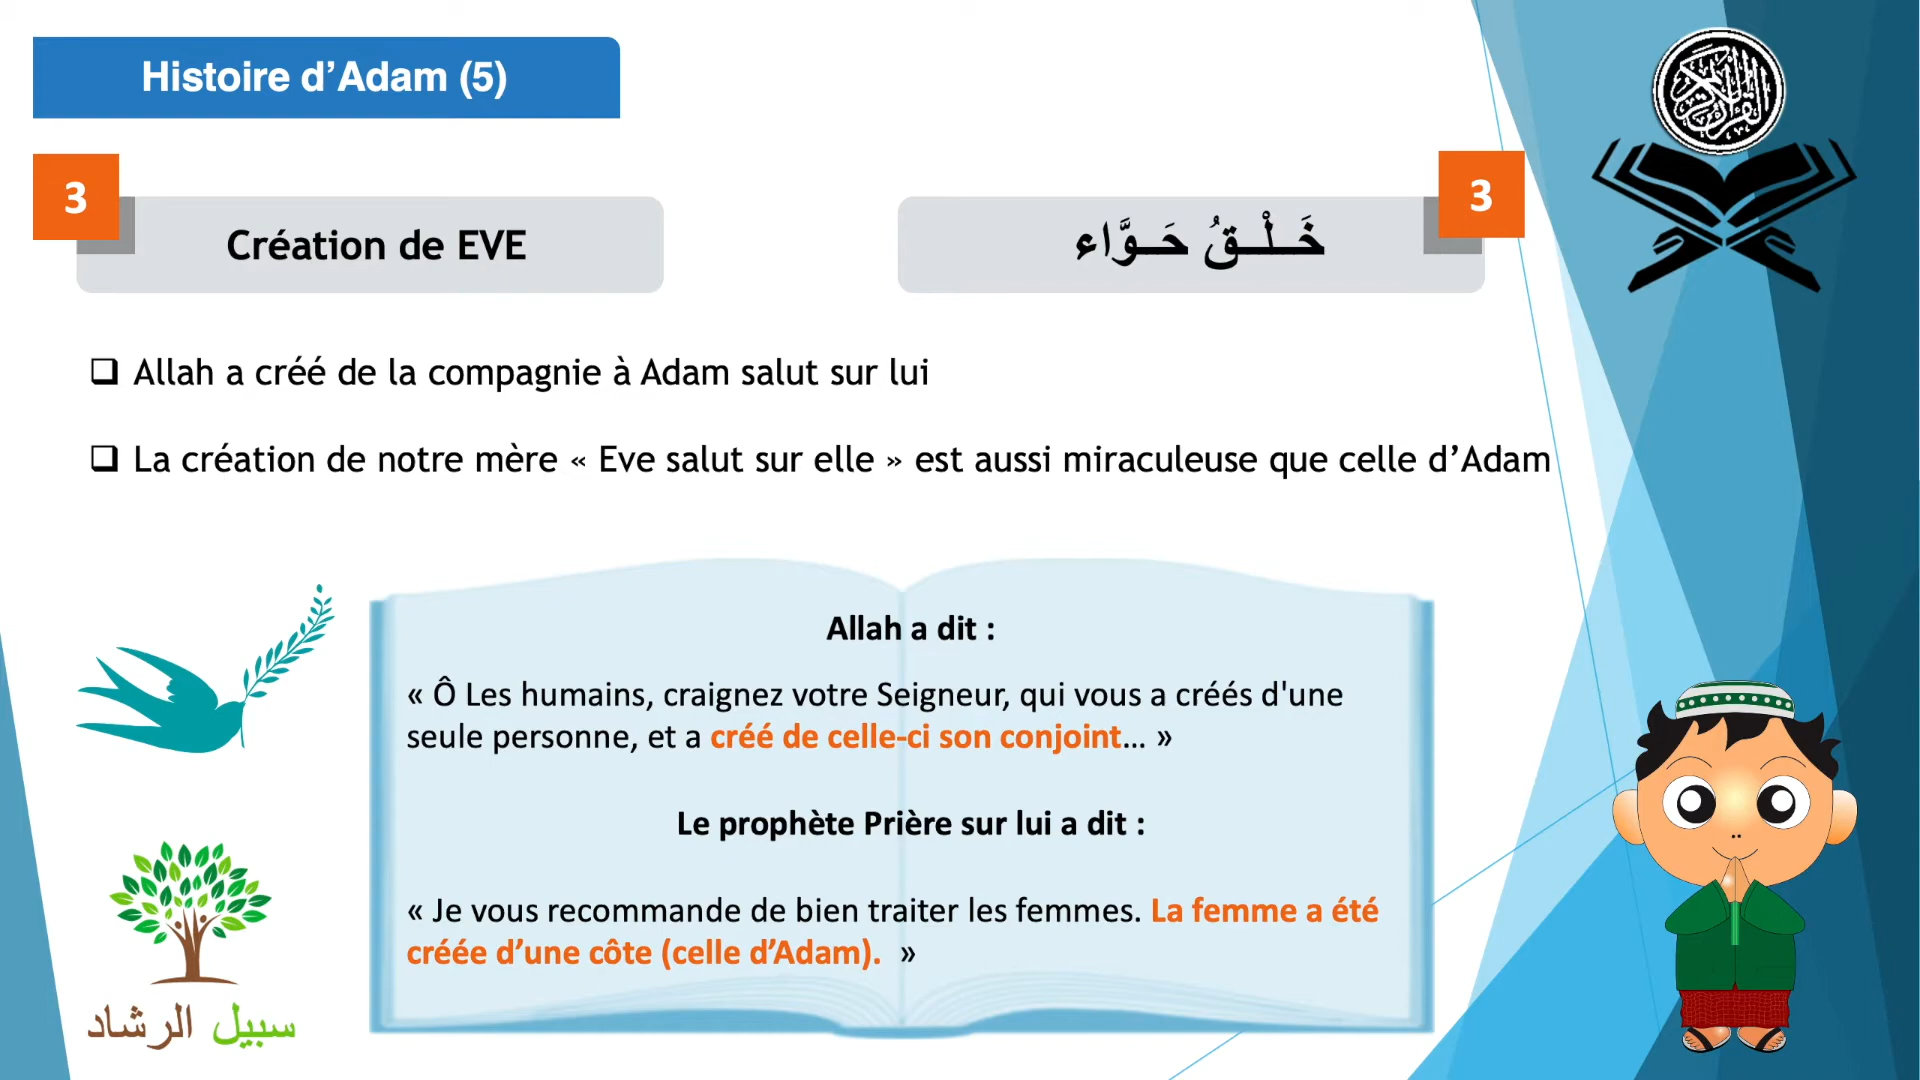 Histoire d’Adam (5)
3
Création de EVE
3
خَـلْـقُ حَـوَّاء
Allah a créé de la compagnie à Adam salut sur lui
La création de notre mère « Eve salut sur elle » est aussi miraculeuse que celle d’Adam
Allah a dit :
« Ô Les humains, craignez votre Seigneur, qui vous a créés d'une
seule personne, et a créé de celle-ci son conjoint... »
Le prophète Prière sur lui a dit :
« Je vous recommande de bien traiter les femmes. La femme a été
créée d’une côte (celle d’Adam). »
سبيل الرشاد
القرآن الكريم